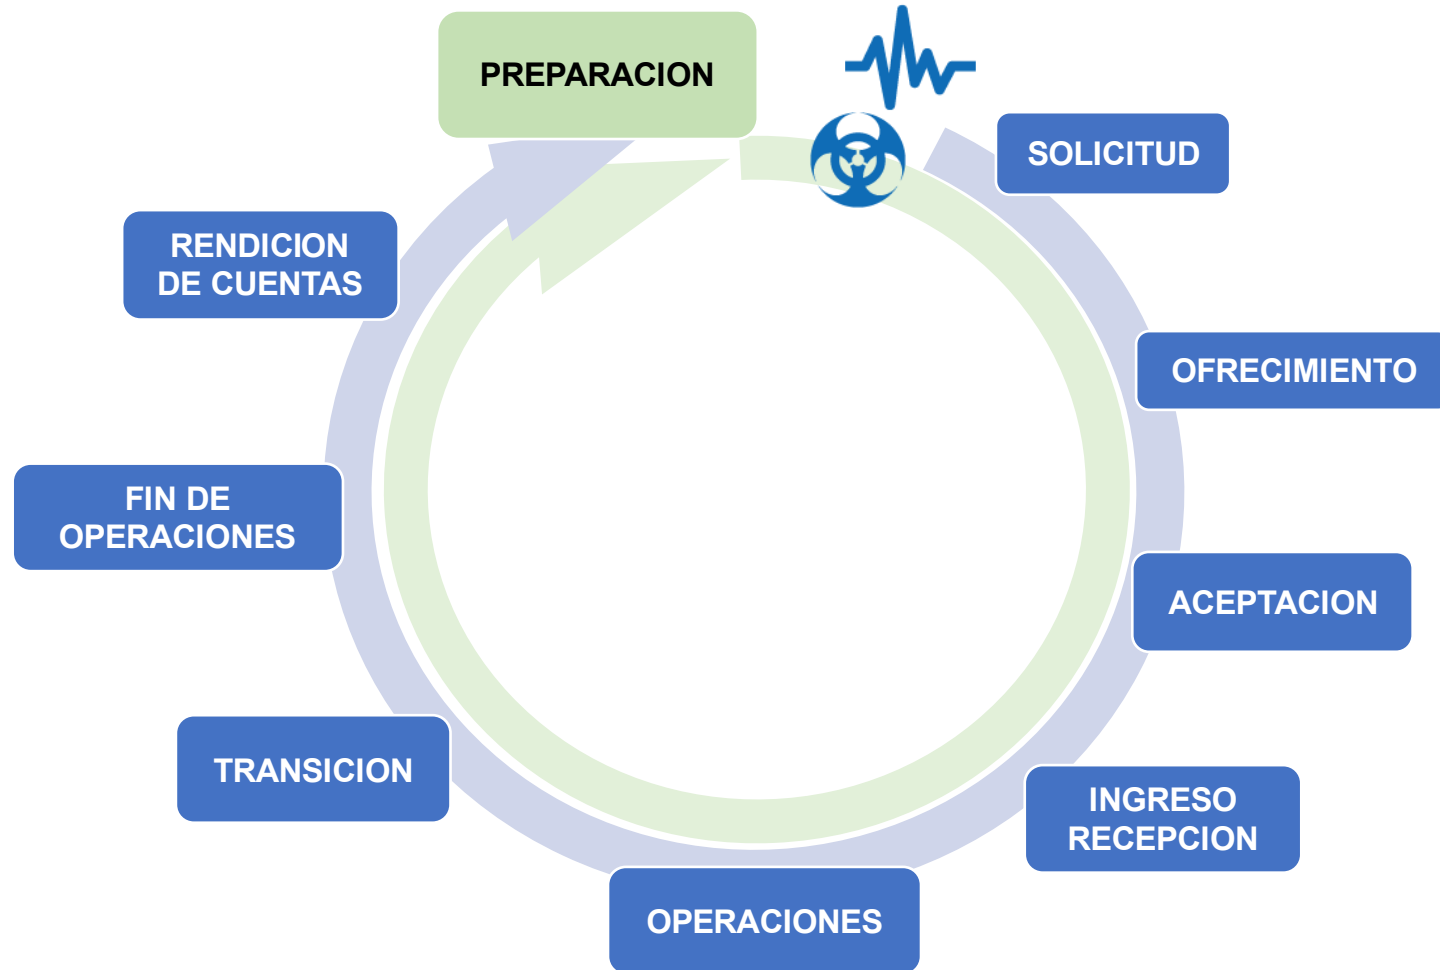 PREPARACION
SOLICITUD
OFRECIMIENTO
ACEPTACION
INGRESO
RECEPCION
OPERACIONES
TRANSICION
FIN DE
OPERACIONES
RENDICION
DE CUENTAS